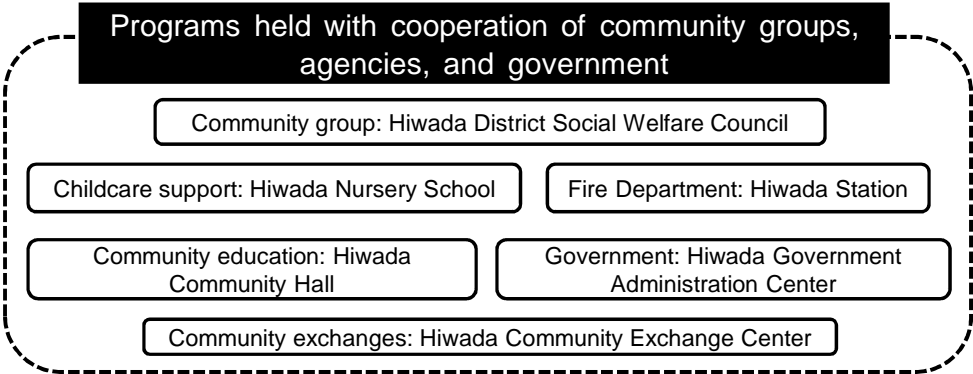 Programs held with cooperation of community groups,
agencies, and government
Community group: Hiwada District Social Welfare Council
Childcare support: Hiwada Nursery School
Fire Department: Hiwada Station
Community education: Hiwada
Community Hall
Government: Hiwada Government
Administration Center
Community exchanges: Hiwada Community Exchange Center